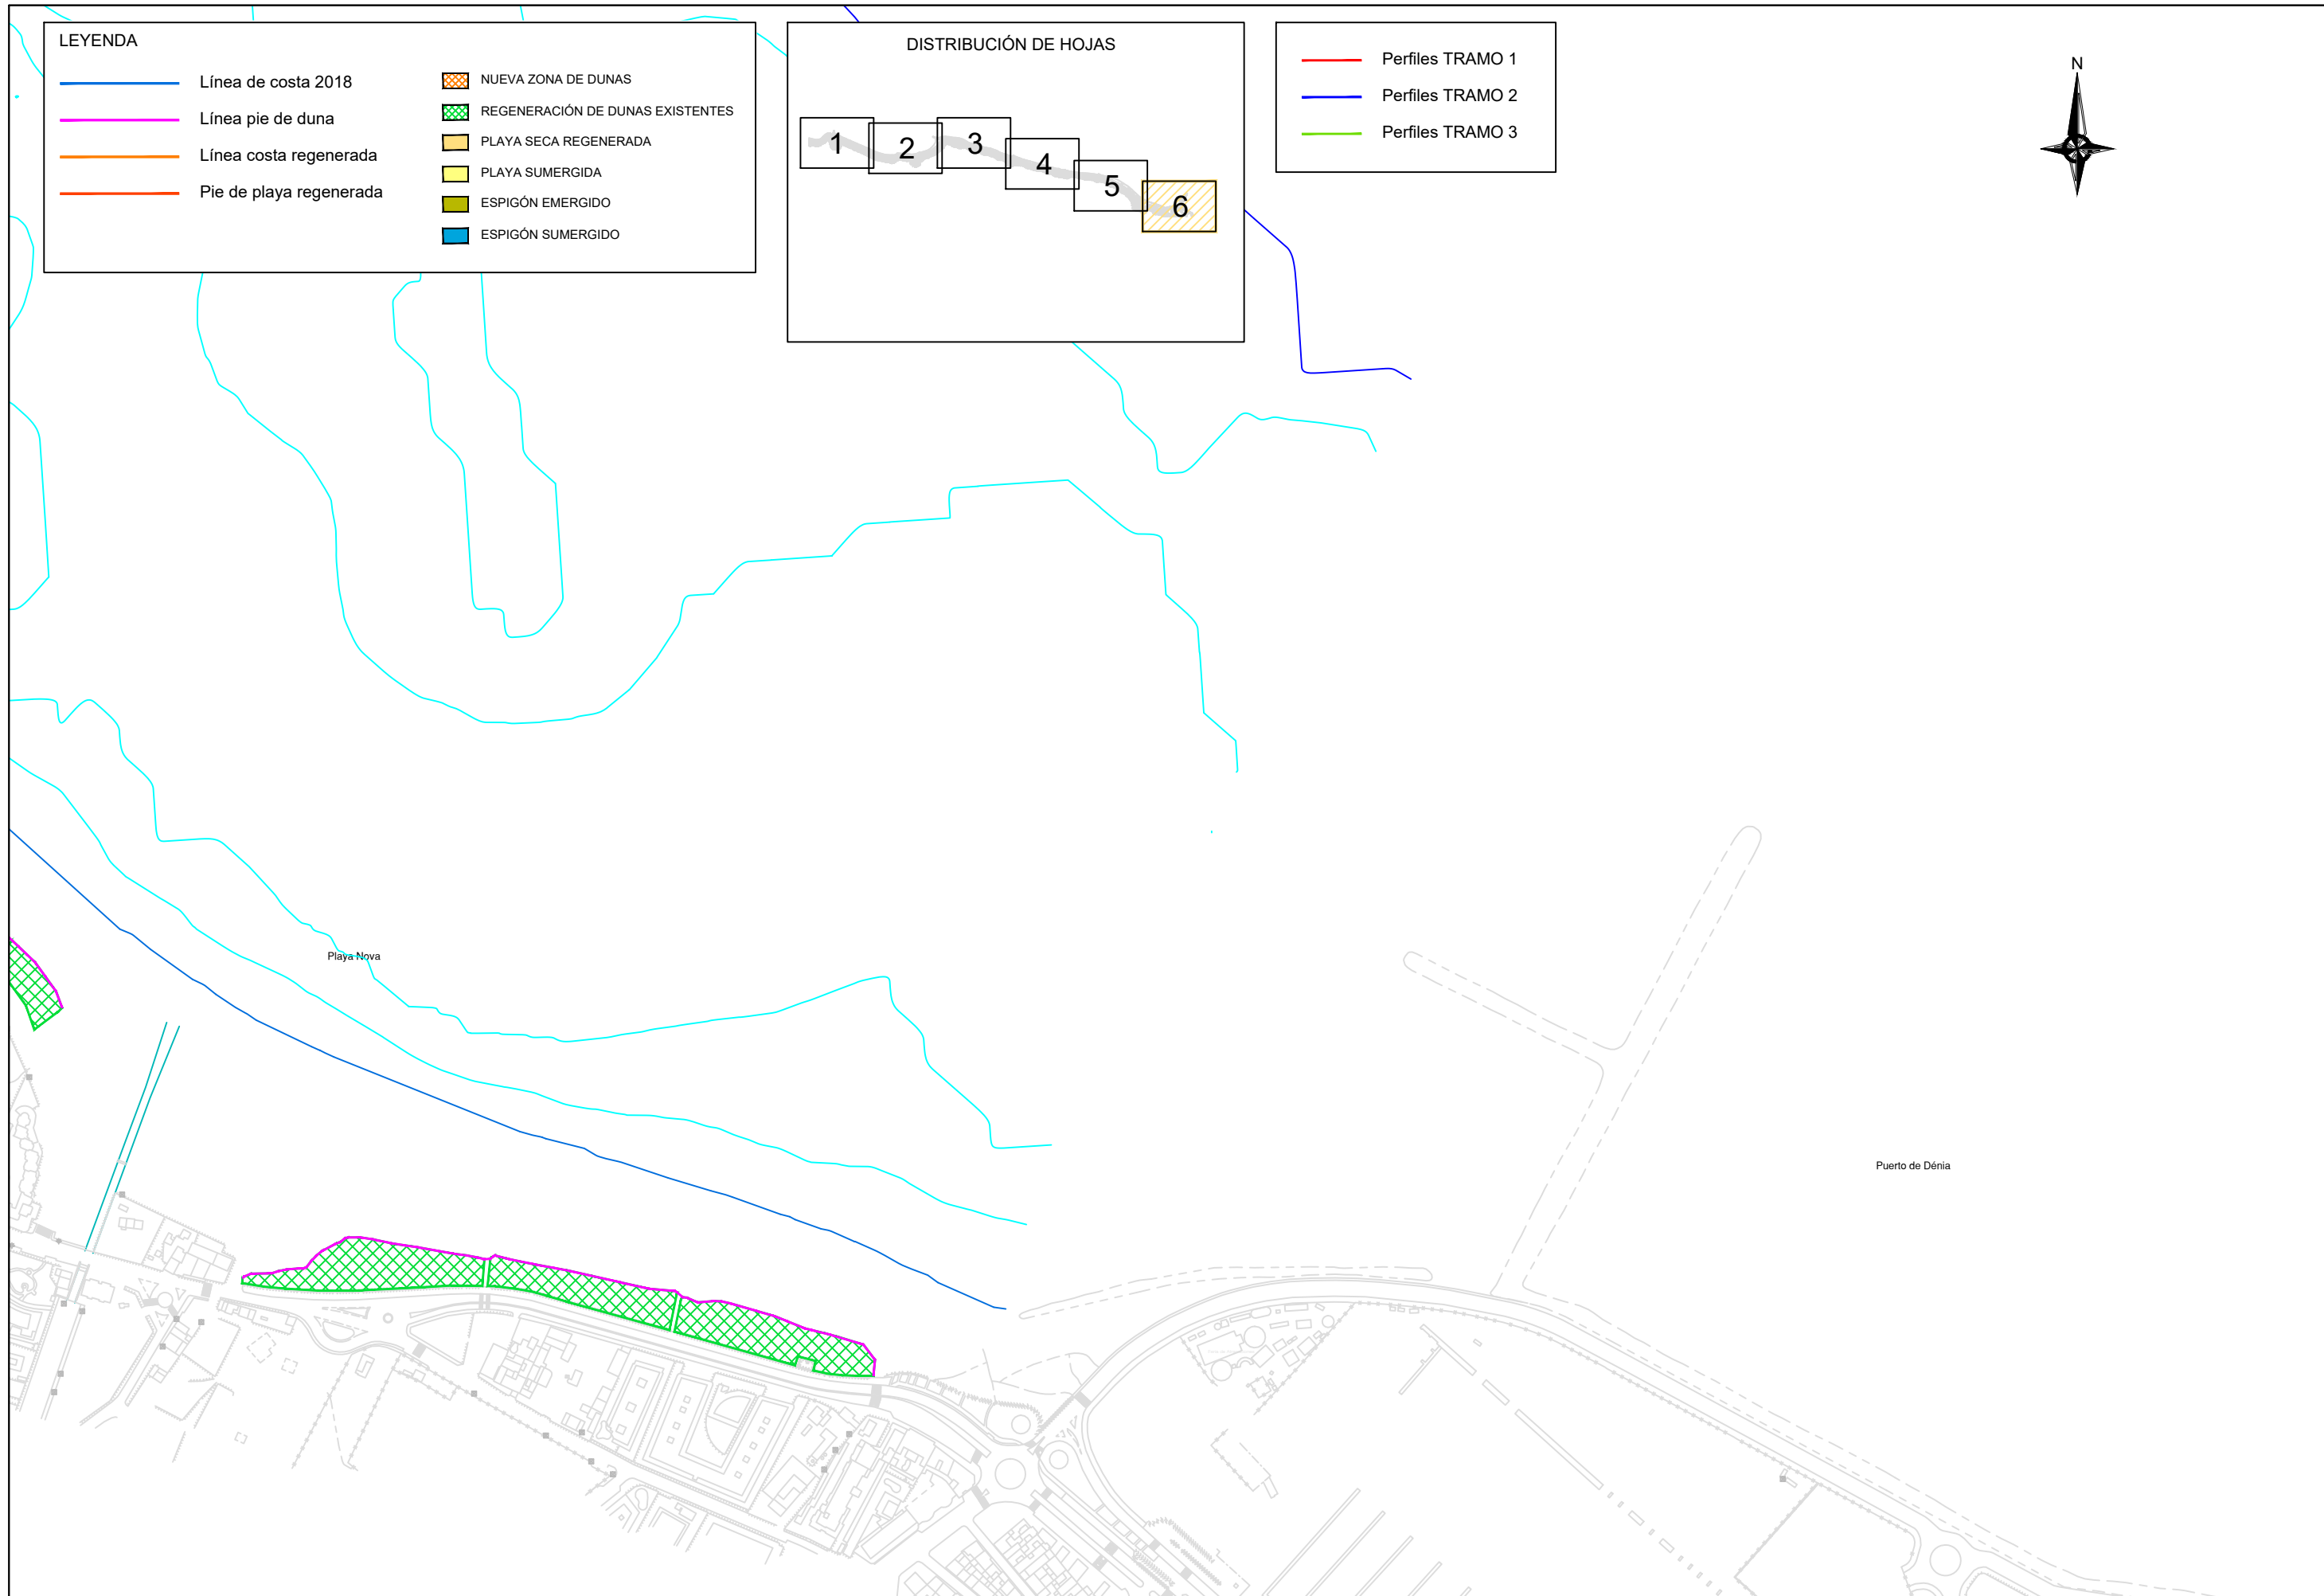 LEYENDA
Línea de costa 2018
Línea pie de duna
Línea costa regenerada
Pie de playa regenerada
NUEVA ZONA DE DUNAS
REGENERACIÓN DE DUNAS EXISTENTES
PLAYA SECA REGENERADA
PLAYA SUMERGIDA
ESPIGÓN EMERGIDO
ESPIGÓN SUMERGIDO
DISTRIBUCIÓN DE HOJAS
1
2
3
4
5
6
Perfiles TRAMO 1
Perfiles TRAMO 2
Perfiles TRAMO 3
N
Playa Nova
Puerto de Dénia